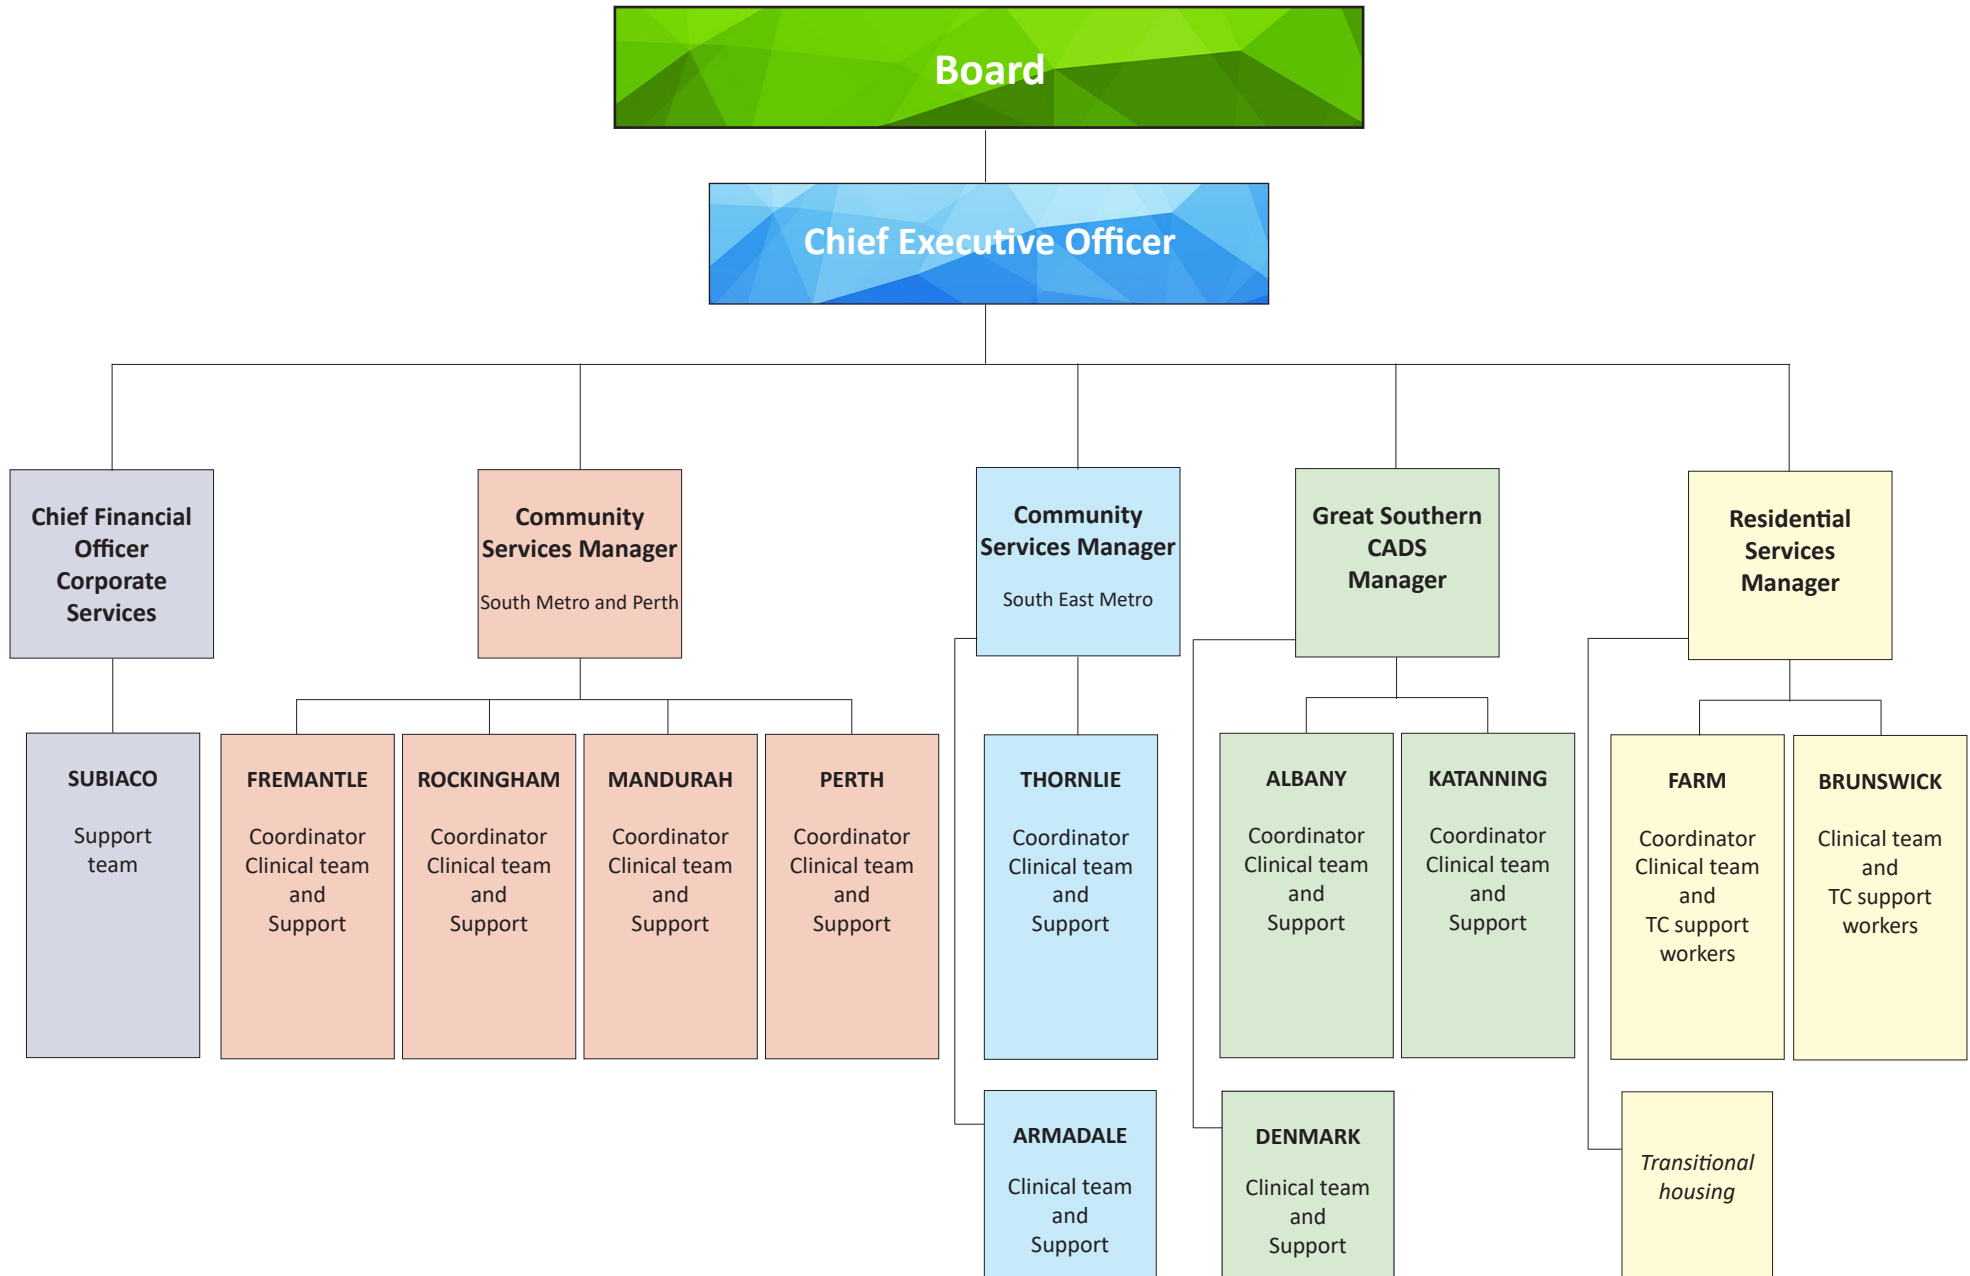 Board
Chief Executive Officer
Chief Financial
Officer
Corporate
Services
Community
Services Manager
South Metro and Perth
Community
Services Manager
South East Metro
Great Southern
CADS
Manager
Residential
Services
Manager
SUBIACO
Support
team
FREMANTLE
Coordinator
Clinical team
and
Support
ROCKINGHAM
Coordinator
Clinical team
and
Support
MANDURAH
Coordinator
Clinical team
and
Support
PERTH
Coordinator
Clinical team
and
Support
THORNLIE
Coordinator
Clinical team
and
Support
ALBANY
Coordinator
Clinical team
and
Support
KATANNING
Coordinator
Clinical team
and
Support
FARM
Coordinator
Clinical team
and
TC support
workers
BRUNSWICK
Clinical team
and
TC support
workers
ARMADALE
Clinical team
and
Support
DENMARK
Clinical team
and
Support
Transitional
housing